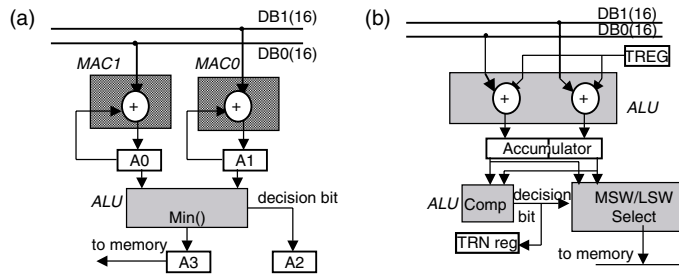 (a)
DB1(16)
DB0(16)
MAC1
MAC0
+
+
A0
A1
ALU
decision bit
Min()
to memory
A3
A2
(b)
DB1(16)
DB0(16)
TREG
+
+
ALU
Accumulator
ALU
Comp
decision
bit
MSW/LSW
Select
TRN reg
to memory